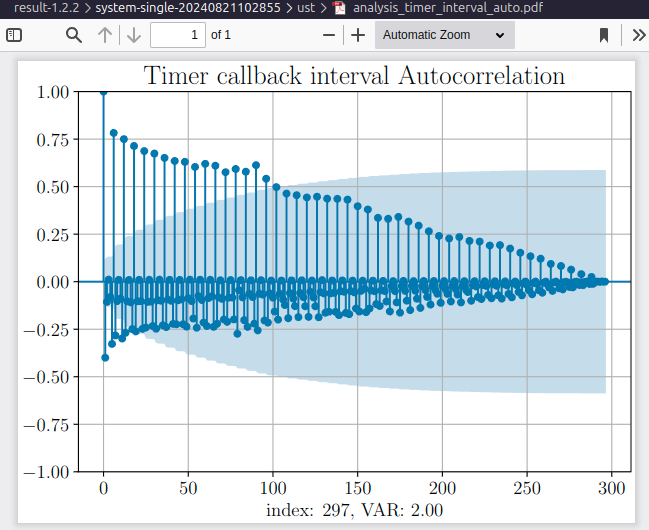 result-1.2.2 > system-single-20240821102855 > ust > analysis_timer_interval_auto.pdf
1 of 1 Automatic Zoom
Timer callback interval Autocorrelation
1.00
0.75
0.50
0.25
0.00
−0.25
−0.50
−0.75
−1.00
0 50 100 150 200 250 300
index: 297, VAR: 2.00